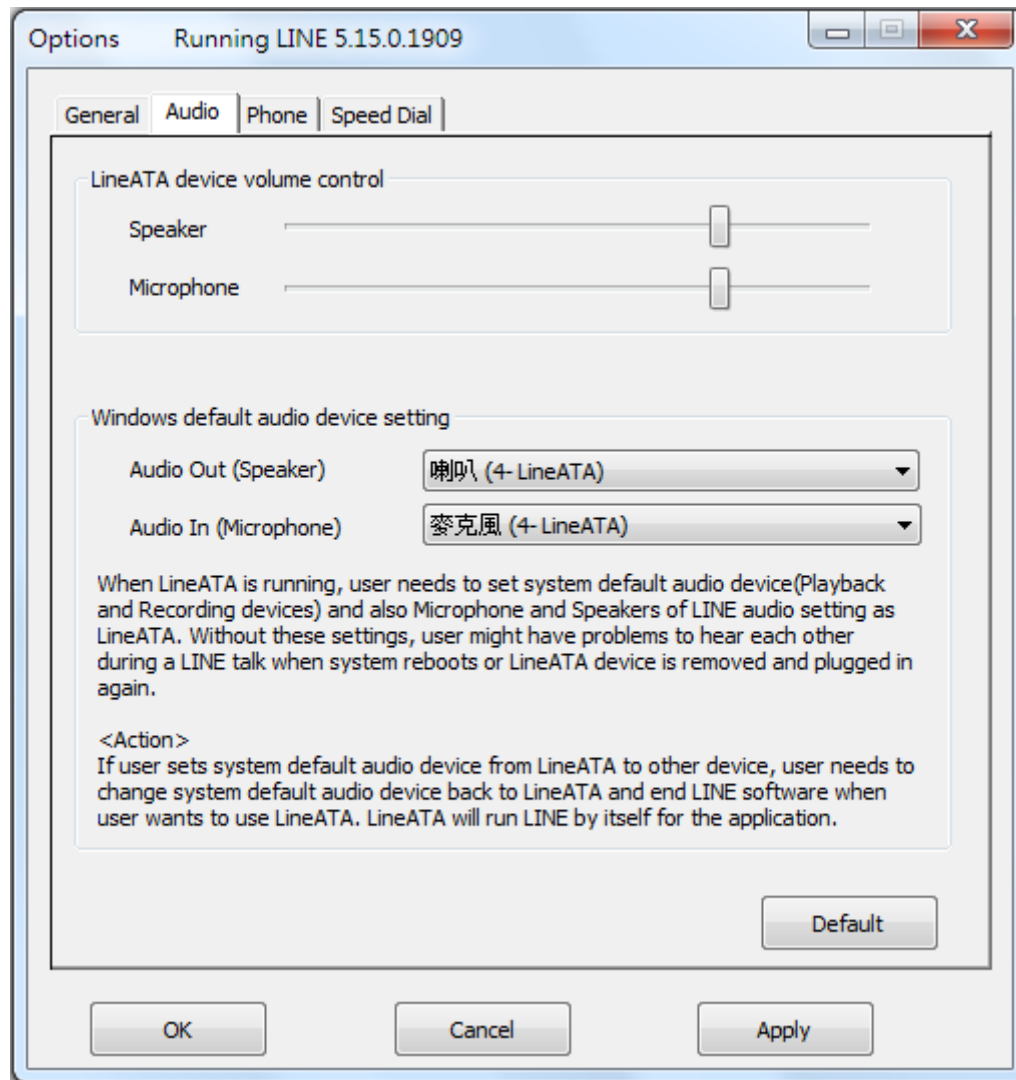 Options Running LINE 5.15.0.1909
General Audio Phone Speed Dial
LineATA device volume control
Speaker
Microphone
Windows default audio device setting
Audio Out (Speaker) 喇叭 (4- LineATA)
Audio In (Microphone) 麥克風 (4- LineATA)
When LineATA is running, user needs to set system default audio device(Playback
and Recording devices) and also Microphone and Speakers of LINE audio setting as
LineATA. Without these settings, user might have problems to hear each other
during a LINE talk when system reboots or LineATA device is removed and plugged in
again.
<Action>
If user sets system default audio device from LineATA to other device, user needs to
change system default audio device back to LineATA and end LINE software when
user wants to use LineATA. LineATA will run LINE by itself for the application.
Default
OK Cancel Apply